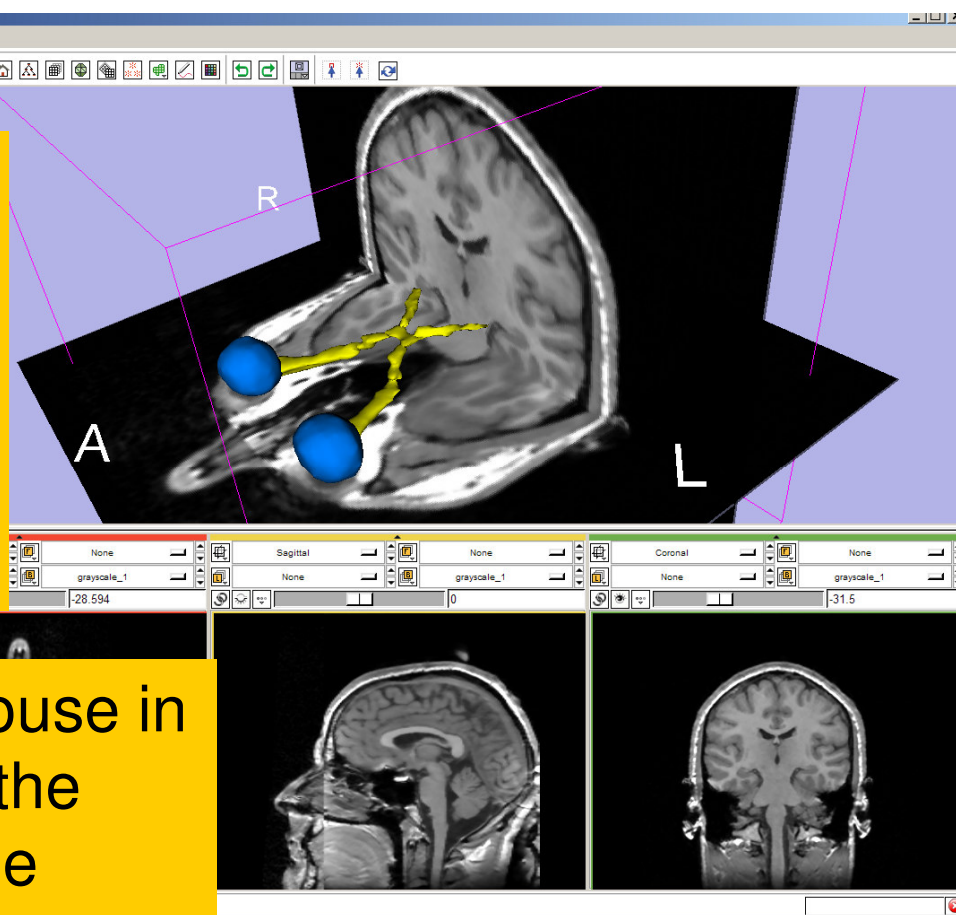 R
A
L
None
Sagittal
None
Coronal
None
grayscale_1
None
grayscale_1
None
grayscale_1
-28.594
0
-31.5
ouse in
the
e